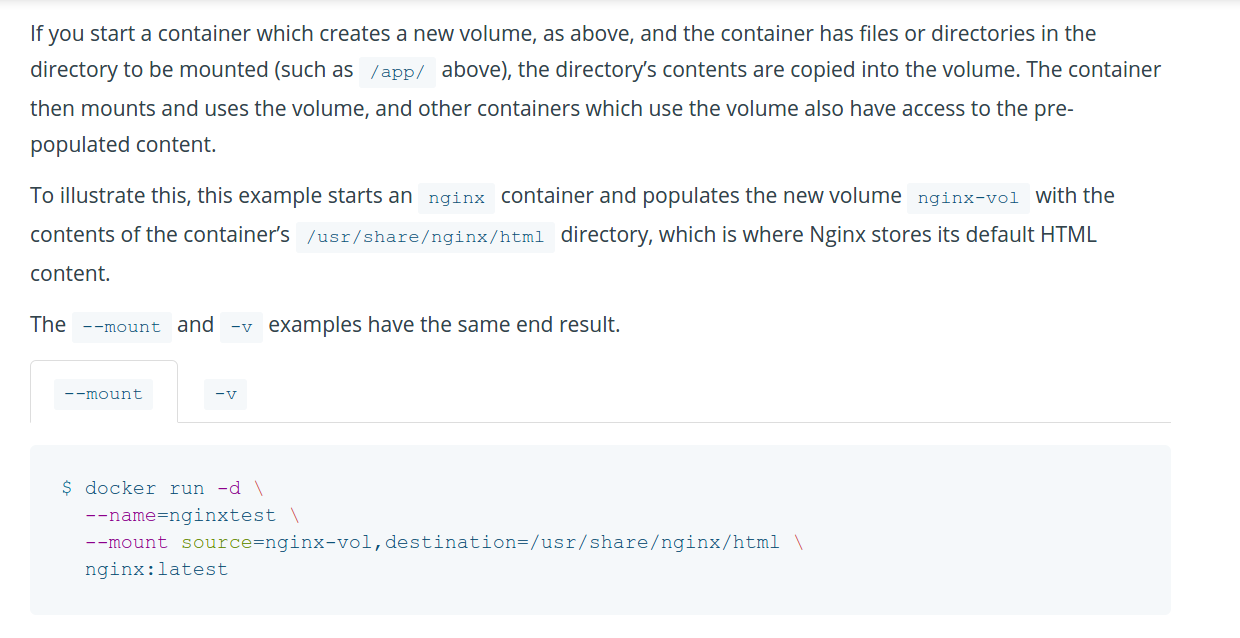 If you start a container which creates a new volume, as above, and the container has files or directories in the
directory to be mounted (such as /app/ above), the directory’s contents are copied into the volume. The container
then mounts and uses the volume, and other containers which use the volume also have access to the pre-
populated content.
To illustrate this, this example starts an nginx container and populates the new volume nginx-vol with the
contents of the container’s /usr/share/nginx/html directory, which is where Nginx stores its default HTML
content.
The --mount and -v examples have the same end result.
--mount -v
$ docker run -d \
--name=nginxtest \
--mount source=nginx-vol,destination=/usr/share/nginx/html \
nginx:latest